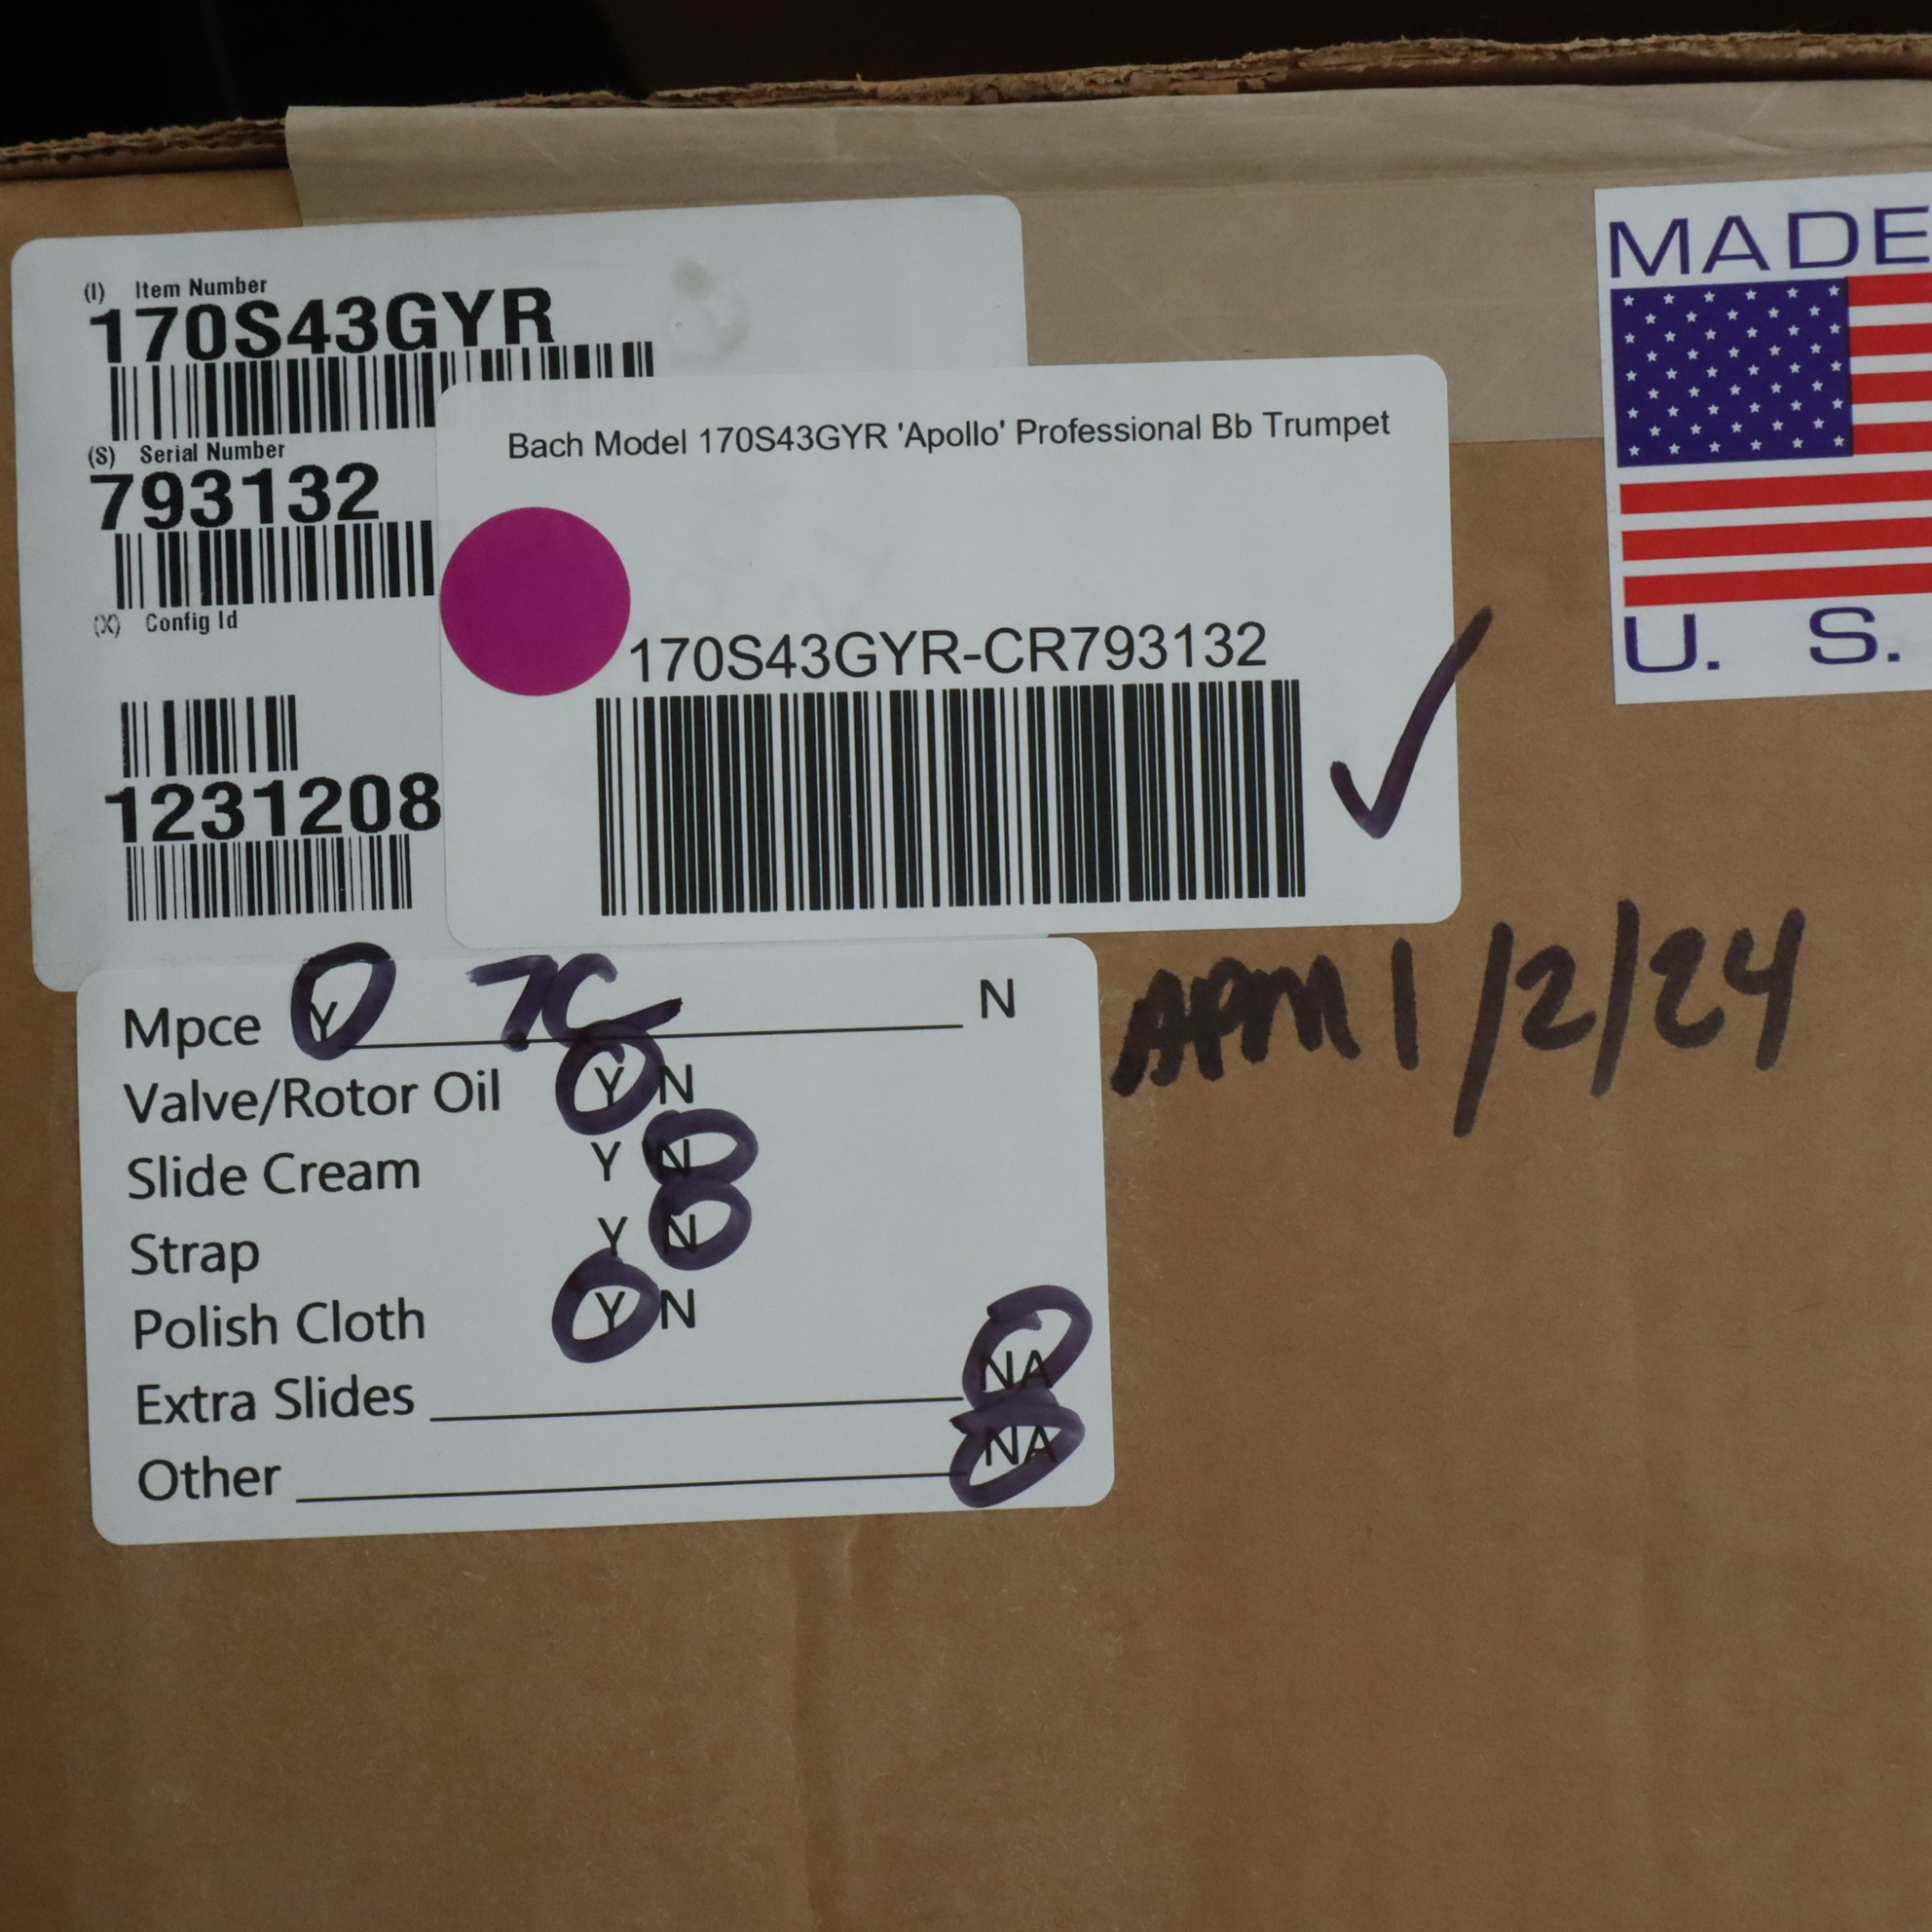 (I) Item Number
170S43GYR
(S) Serial Number
793132
(X) Config Id
1231208
Bach Model 170S43GYR 'Apollo' Professional Bb Trumpet
170S43GYR-CR793132
MADE
U. S.
Mpce Y 7C N
Valve/Rotor Oil Y N
Slide Cream Y N
Strap Y N
Polish Cloth Y N
Extra Slides NA
Other NA
APM 1/2/24